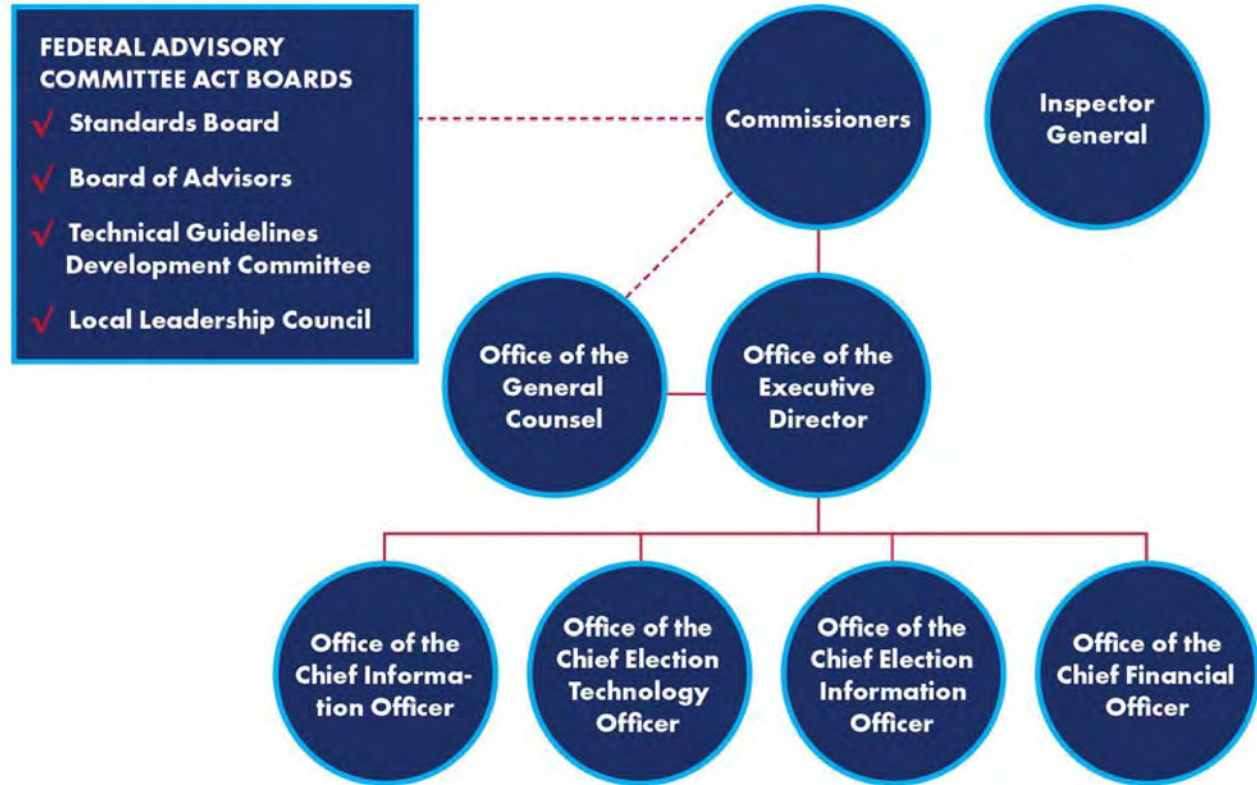 FEDERAL ADVISORY
COMMITTEE ACT BOARDS
√ Standards Board
√ Board of Advisors
√ Technical Guidelines
Development Committee
√ Local Leadership Council
Commissioners
Inspector
General
Office of the
General
Counsel
Office of the
Executive
Director
Office of the
Chief Informa-
tion Officer
Office of the
Chief Election
Technology
Officer
Office of the
Chief Election
Information
Officer
Office of the
Chief Financial
Officer